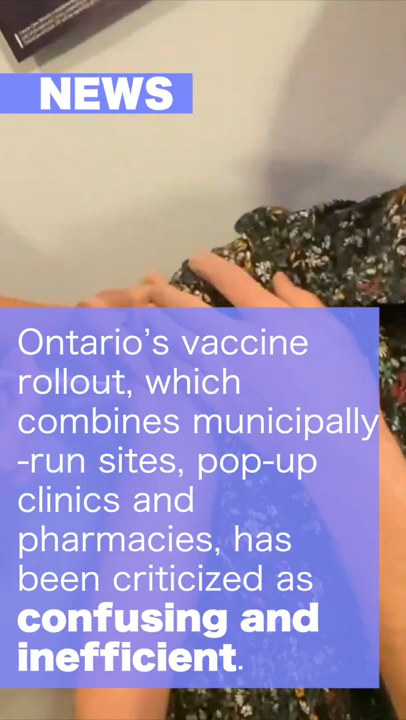 NEWS
Ontario's vaccine
rollout, which
combines municipally
-run sites, pop-up
clinics and
pharmacies, has
been criticized as
confusing and
inefficient.